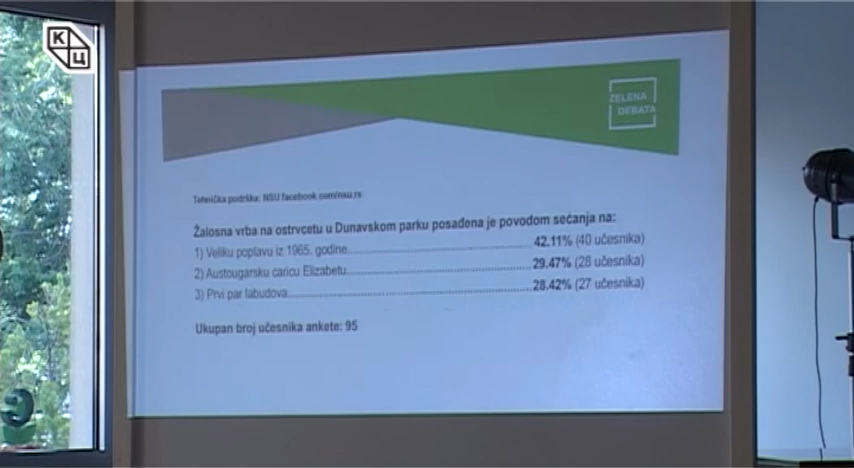 КЦ
ZELENA
DEBATA
Tehnička podrška: NSU facebook.com/nsu.rs
Žalosna vrba na ostrvcetu u Dunavskom parku posađena je povodom sećanja na:
1) Veliku poplavu iz 1965. godine 42.11% (40 učesnika)
2) Austougarsku caricu Elizabetu 29.47% (28 učesnika)
3) Prvi par labudova 28.42% (27 učesnika)
Ukupan broj učesnika ankete: 95